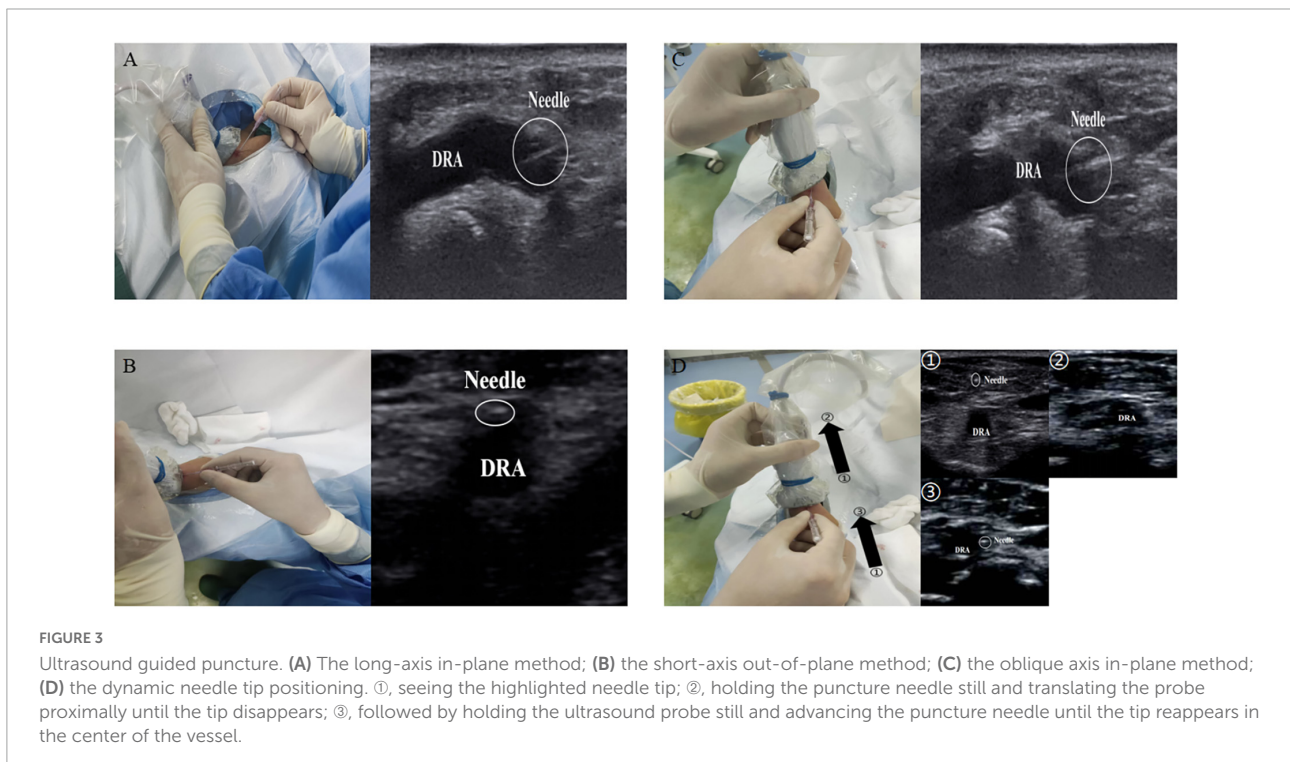 A
Needle
DRA
C
Needle
DRA
B
Needle
DRA
D
②
①
③
①
①
Needle
DRA
②
DRA
③
DRA
Needle
FIGURE 3
Ultrasound guided puncture. (A) The long-axis in-plane method; (B) the short-axis out-of-plane method; (C) the oblique axis in-plane method;
(D) the dynamic needle tip positioning. ①, seeing the highlighted needle tip; ②, holding the puncture needle still and translating the probe
proximally until the tip disappears; ③, followed by holding the ultrasound probe still and advancing the puncture needle until the tip reappears in
the center of the vessel.